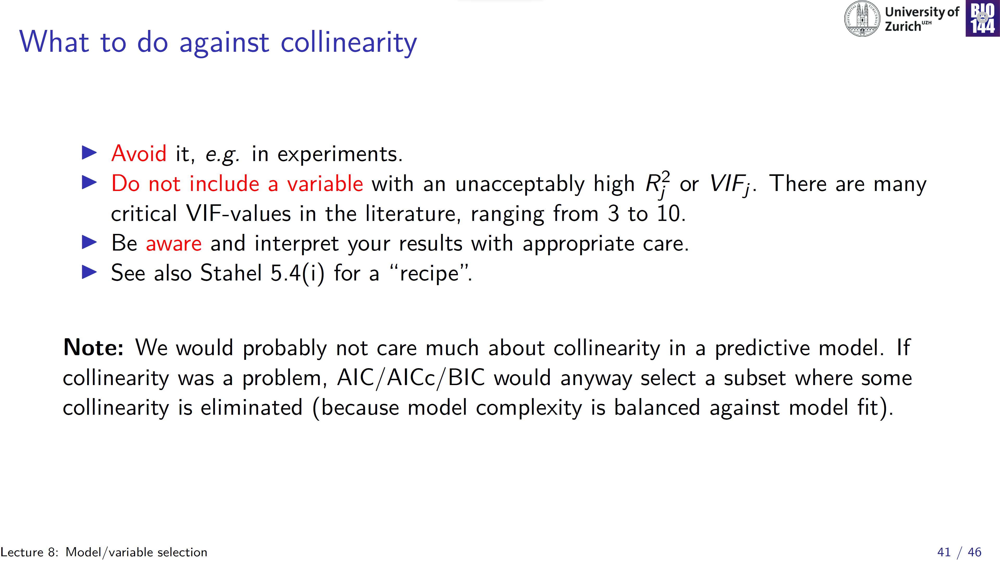 University of
Zurich UZH
BIO
144
What to do against collinearity
▶ Avoid it, e.g. in experiments.
▶ Do not include a variable with an unacceptably high R²ⱼ or VIFⱼ. There are many
critical VIF-values in the literature, ranging from 3 to 10.
▶ Be aware and interpret your results with appropriate care.
▶ See also Stahel 5.4(i) for a “recipe”.
Note: We would probably not care much about collinearity in a predictive model. If
collinearity was a problem, AIC/AICc/BIC would anyway select a subset where some
collinearity is eliminated (because model complexity is balanced against model fit).
Lecture 8: Model/variable selection
41 / 46